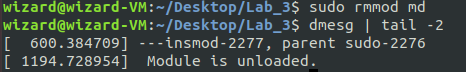 wizard@wizard-VM:~/Desktop/Lab_3$ sudo rmmod md
wizard@wizard-VM:~/Desktop/Lab_3$ dmesg | tail -2
[  600.384709] ---insmod-2277, parent sudo-2276
[ 1194.728954]  Module is unloaded.